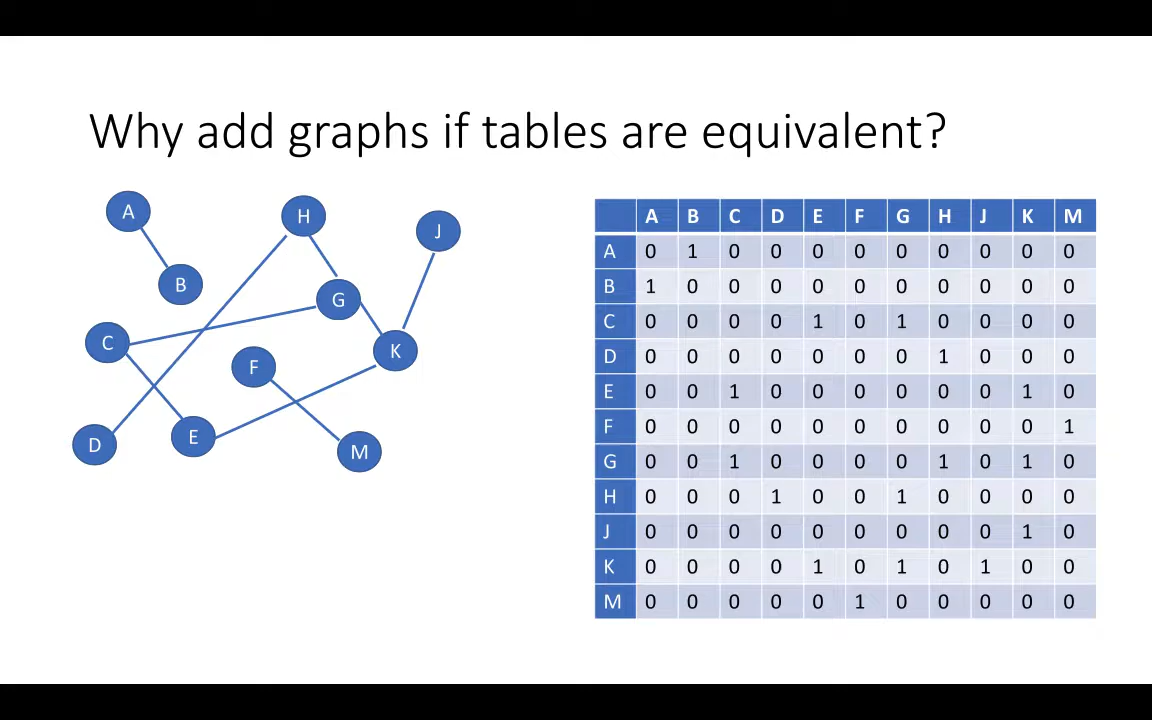 Why add graphs if tables are equivalent?
A
H
J
B
G
C
K
F
D
E
M
A B C D E F G H J K M
A 0 1 0 0 0 0 0 0 0 0 0
B 1 0 0 0 0 0 0 0 0 0 0
C 0 0 0 0 1 0 1 0 0 0 0
D 0 0 0 0 0 0 0 1 0 0 0
E 0 0 1 0 0 0 0 0 0 1 0
F 0 0 0 0 0 0 0 0 0 0 1
G 0 0 1 0 0 0 0 1 0 1 0
H 0 0 0 1 0 0 1 0 0 0 0
J 0 0 0 0 0 0 0 0 0 1 0
K 0 0 0 0 1 0 1 0 1 0 0
M 0 0 0 0 0 1 0 0 0 0 0